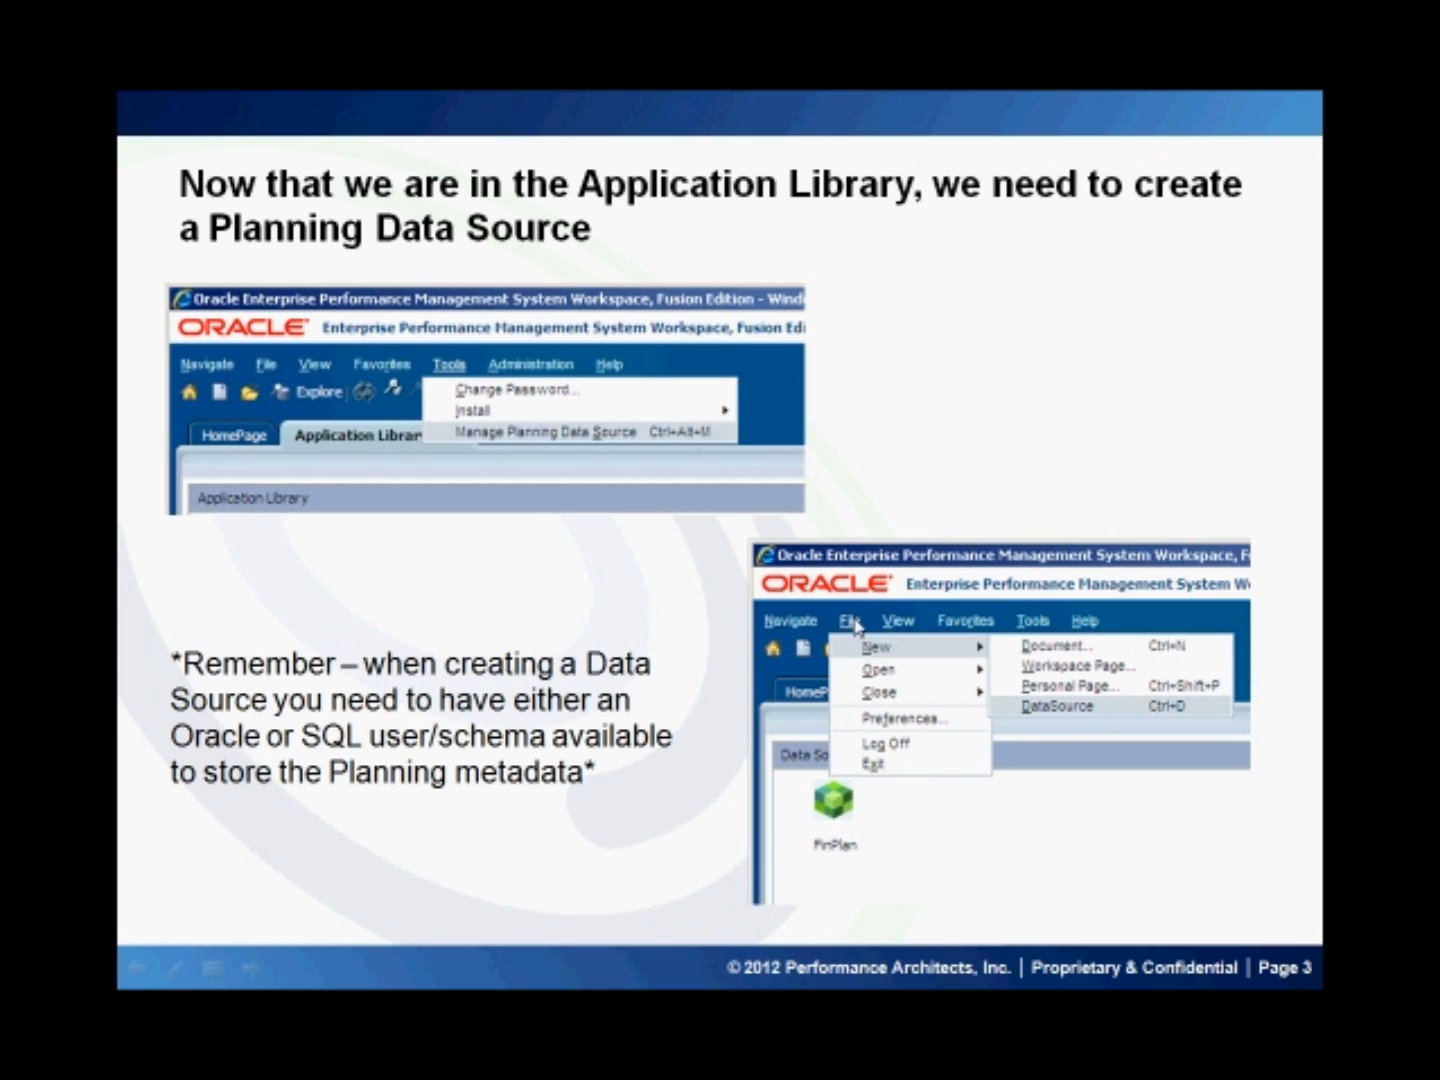 Now that we are in the Application Library, we need to create
a Planning Data Source
Oracle Enterprise Performance Management System Workspace, Fusion Edition - Wind
ORACLE Enterprise Performance Management System Workspace, Fusion Edi
Navigate File View Favorites Tools Administration Help
Explore
Change Password...
Install
Manage Planning Data Source Ctrl+Alt+M
HomePage Application Librar
Application Library
*Remember – when creating a Data
Source you need to have either an
Oracle or SQL user/schema available
to store the Planning metadata*
Oracle Enterprise Performance Management System Workspace, F
ORACLE Enterprise Performance Management System W
Navigate File View Favorites Tools Help
New Document... Ctrl+N
Open Workspace Page...
Close Personal Page... Ctrl+Shift+P
DataSource Ctrl+D
HomeP
Preferences...
Log Off
Data So
Exit
FinPlan
© 2012 Performance Architects, Inc. | Proprietary & Confidential | Page 3